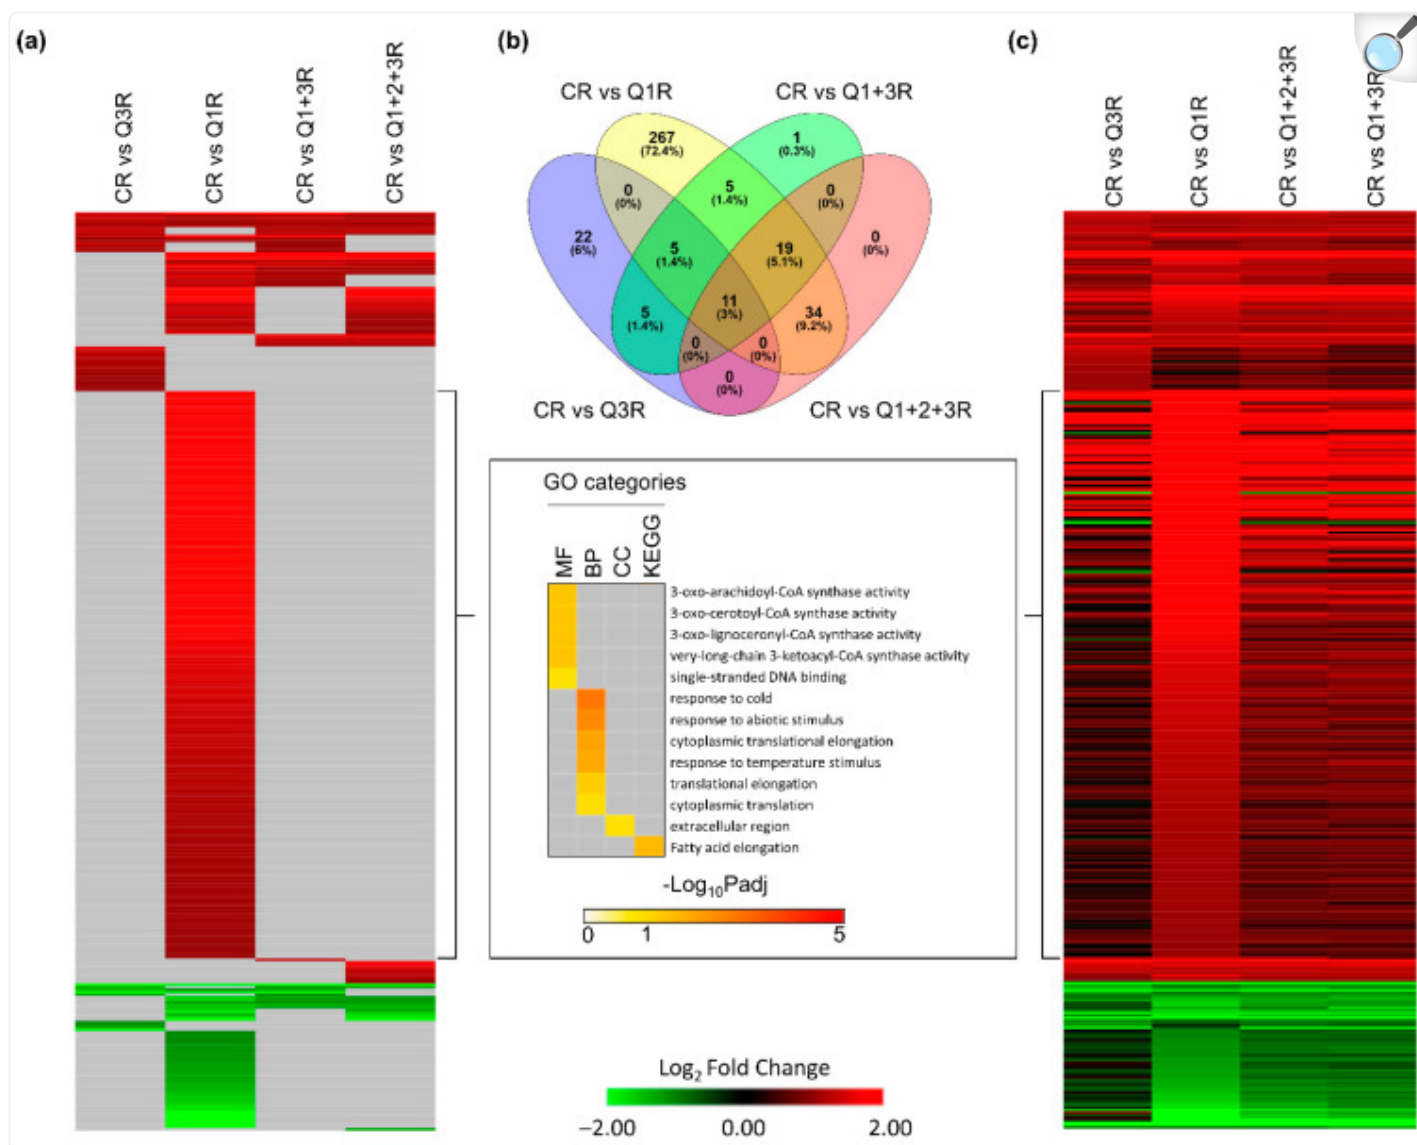 (a)
CR vs Q3R
CR vs Q1R
CR vs Q1+3R
CR vs Q1+2+3R
(b)
CR vs Q1R
CR vs Q1+3R
267
(72.4%)
1
(0.3%)
0
(0%)
5
(1.4%)
0
(0%)
22
(6%)
5
(1.4%)
19
(5.1%)
0
(0%)
5
(1.4%)
11
(3%)
34
(9.2%)
0
(0%)
0
(0%)
0
(0%)
CR vs Q3R
CR vs Q1+2+3R
GO categories
MF
BP
CC
KEGG
3-oxo-arachidoyl-CoA synthase activity
3-oxo-cerotoyl-CoA synthase activity
3-oxo-lignoceronyl-CoA synthase activity
very-long-chain 3-ketoacyl-CoA synthase activity
single-stranded DNA binding
response to cold
response to abiotic stimulus
cytoplasmic translational elongation
response to temperature stimulus
translational elongation
cytoplasmic translation
extracellular region
Fatty acid elongation
-Log10Padj
0 1 5
Log2 Fold Change
−2.00 0.00 2.00
(c)
CR vs Q3R
CR vs Q1R
CR vs Q1+2+3R
CR vs Q1+3R